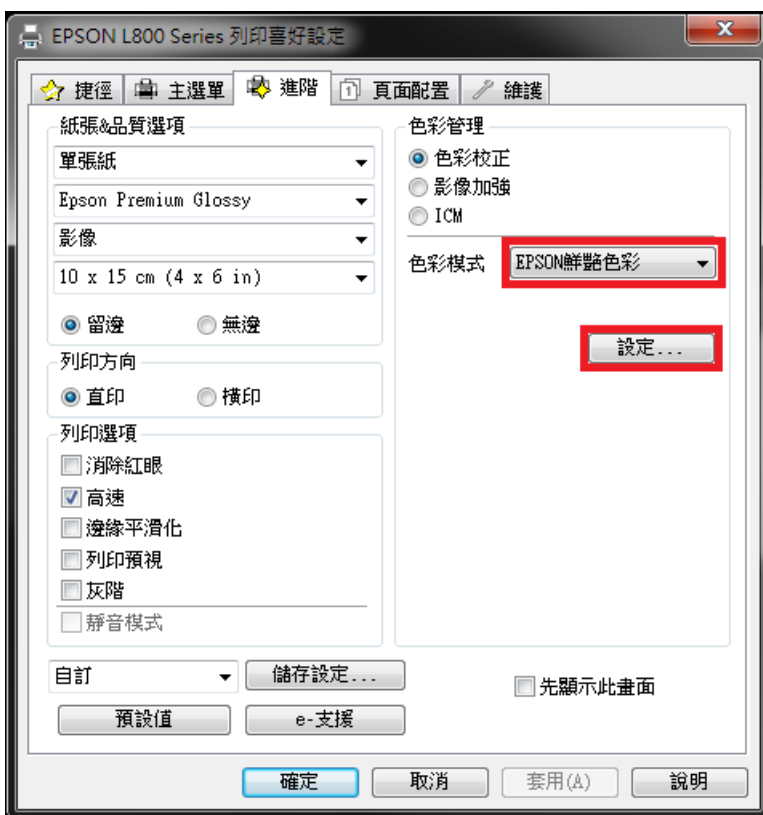 EPSON L800 Series 列印喜好設定
捷徑 主選單 進階 頁面配置 維護
紙張&品質選項
單張紙
Epson Premium Glossy
影像
10 x 15 cm (4 x 6 in)
留邊 無邊
列印方向
直印 橫印
列印選項
消除紅眼
高速
邊緣平滑化
列印預視
灰階
靜音模式
色彩管理
色彩校正
影像加強
ICM
色彩模式 EPSON鮮豔色彩
設定...
自訂 儲存設定...
預設值 e-支援
先顯示此畫面
確定 取消 套用(A) 說明